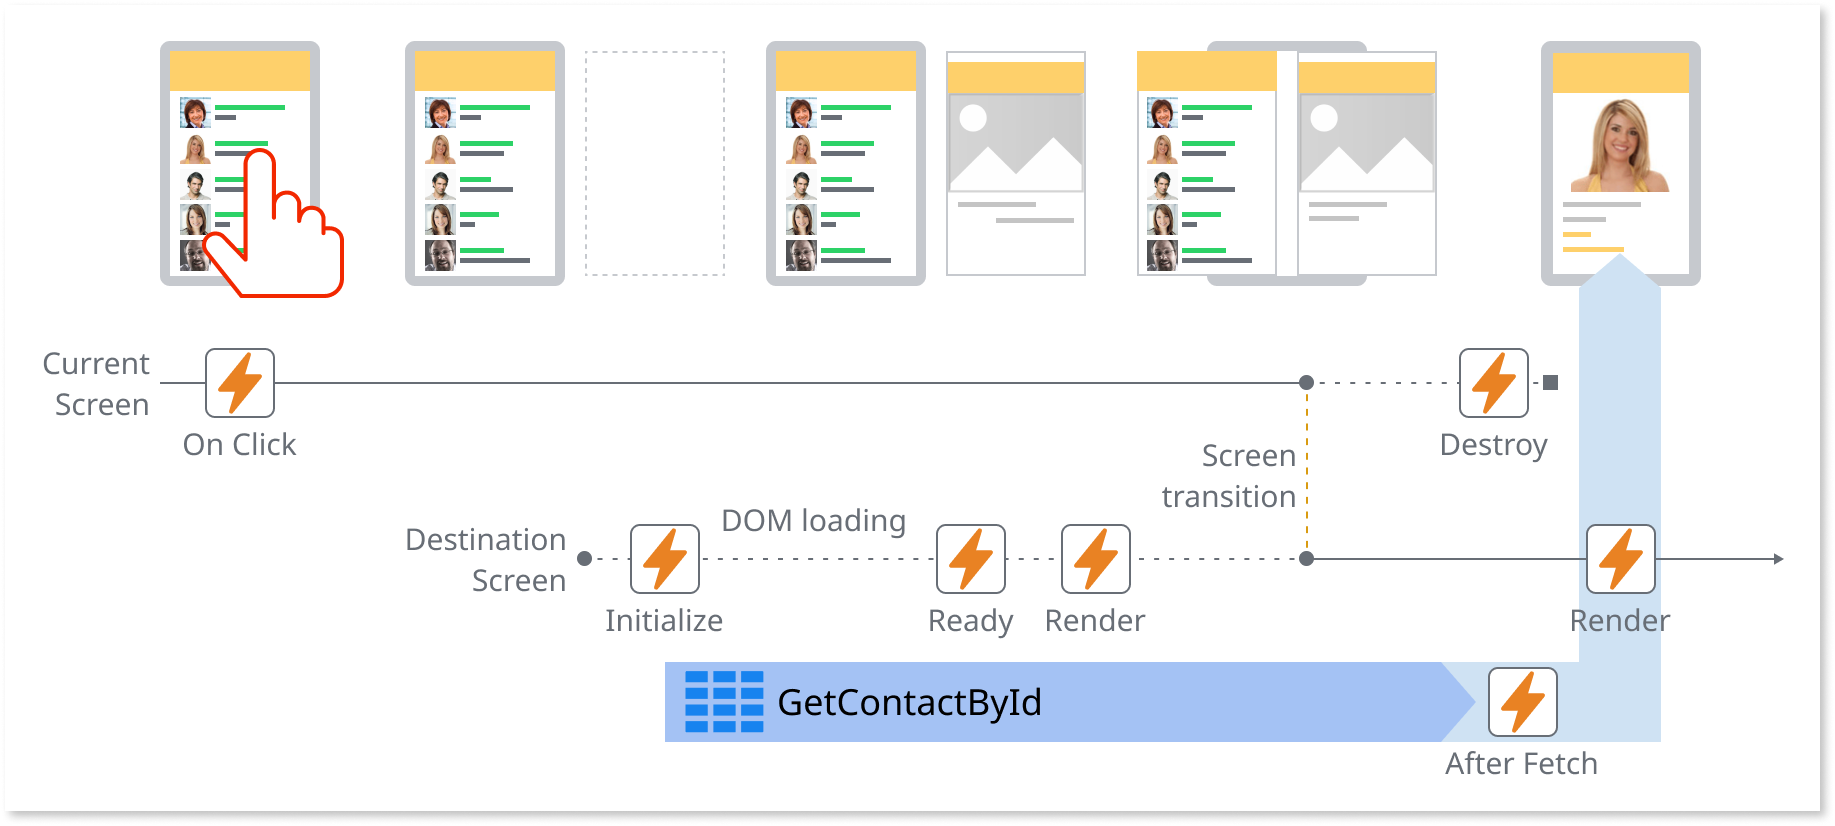 Current
Screen
On Click
Destroy
Screen
transition
DOM loading
Destination
Screen
Initialize
Ready
Render
Render
GetContactById
After Fetch